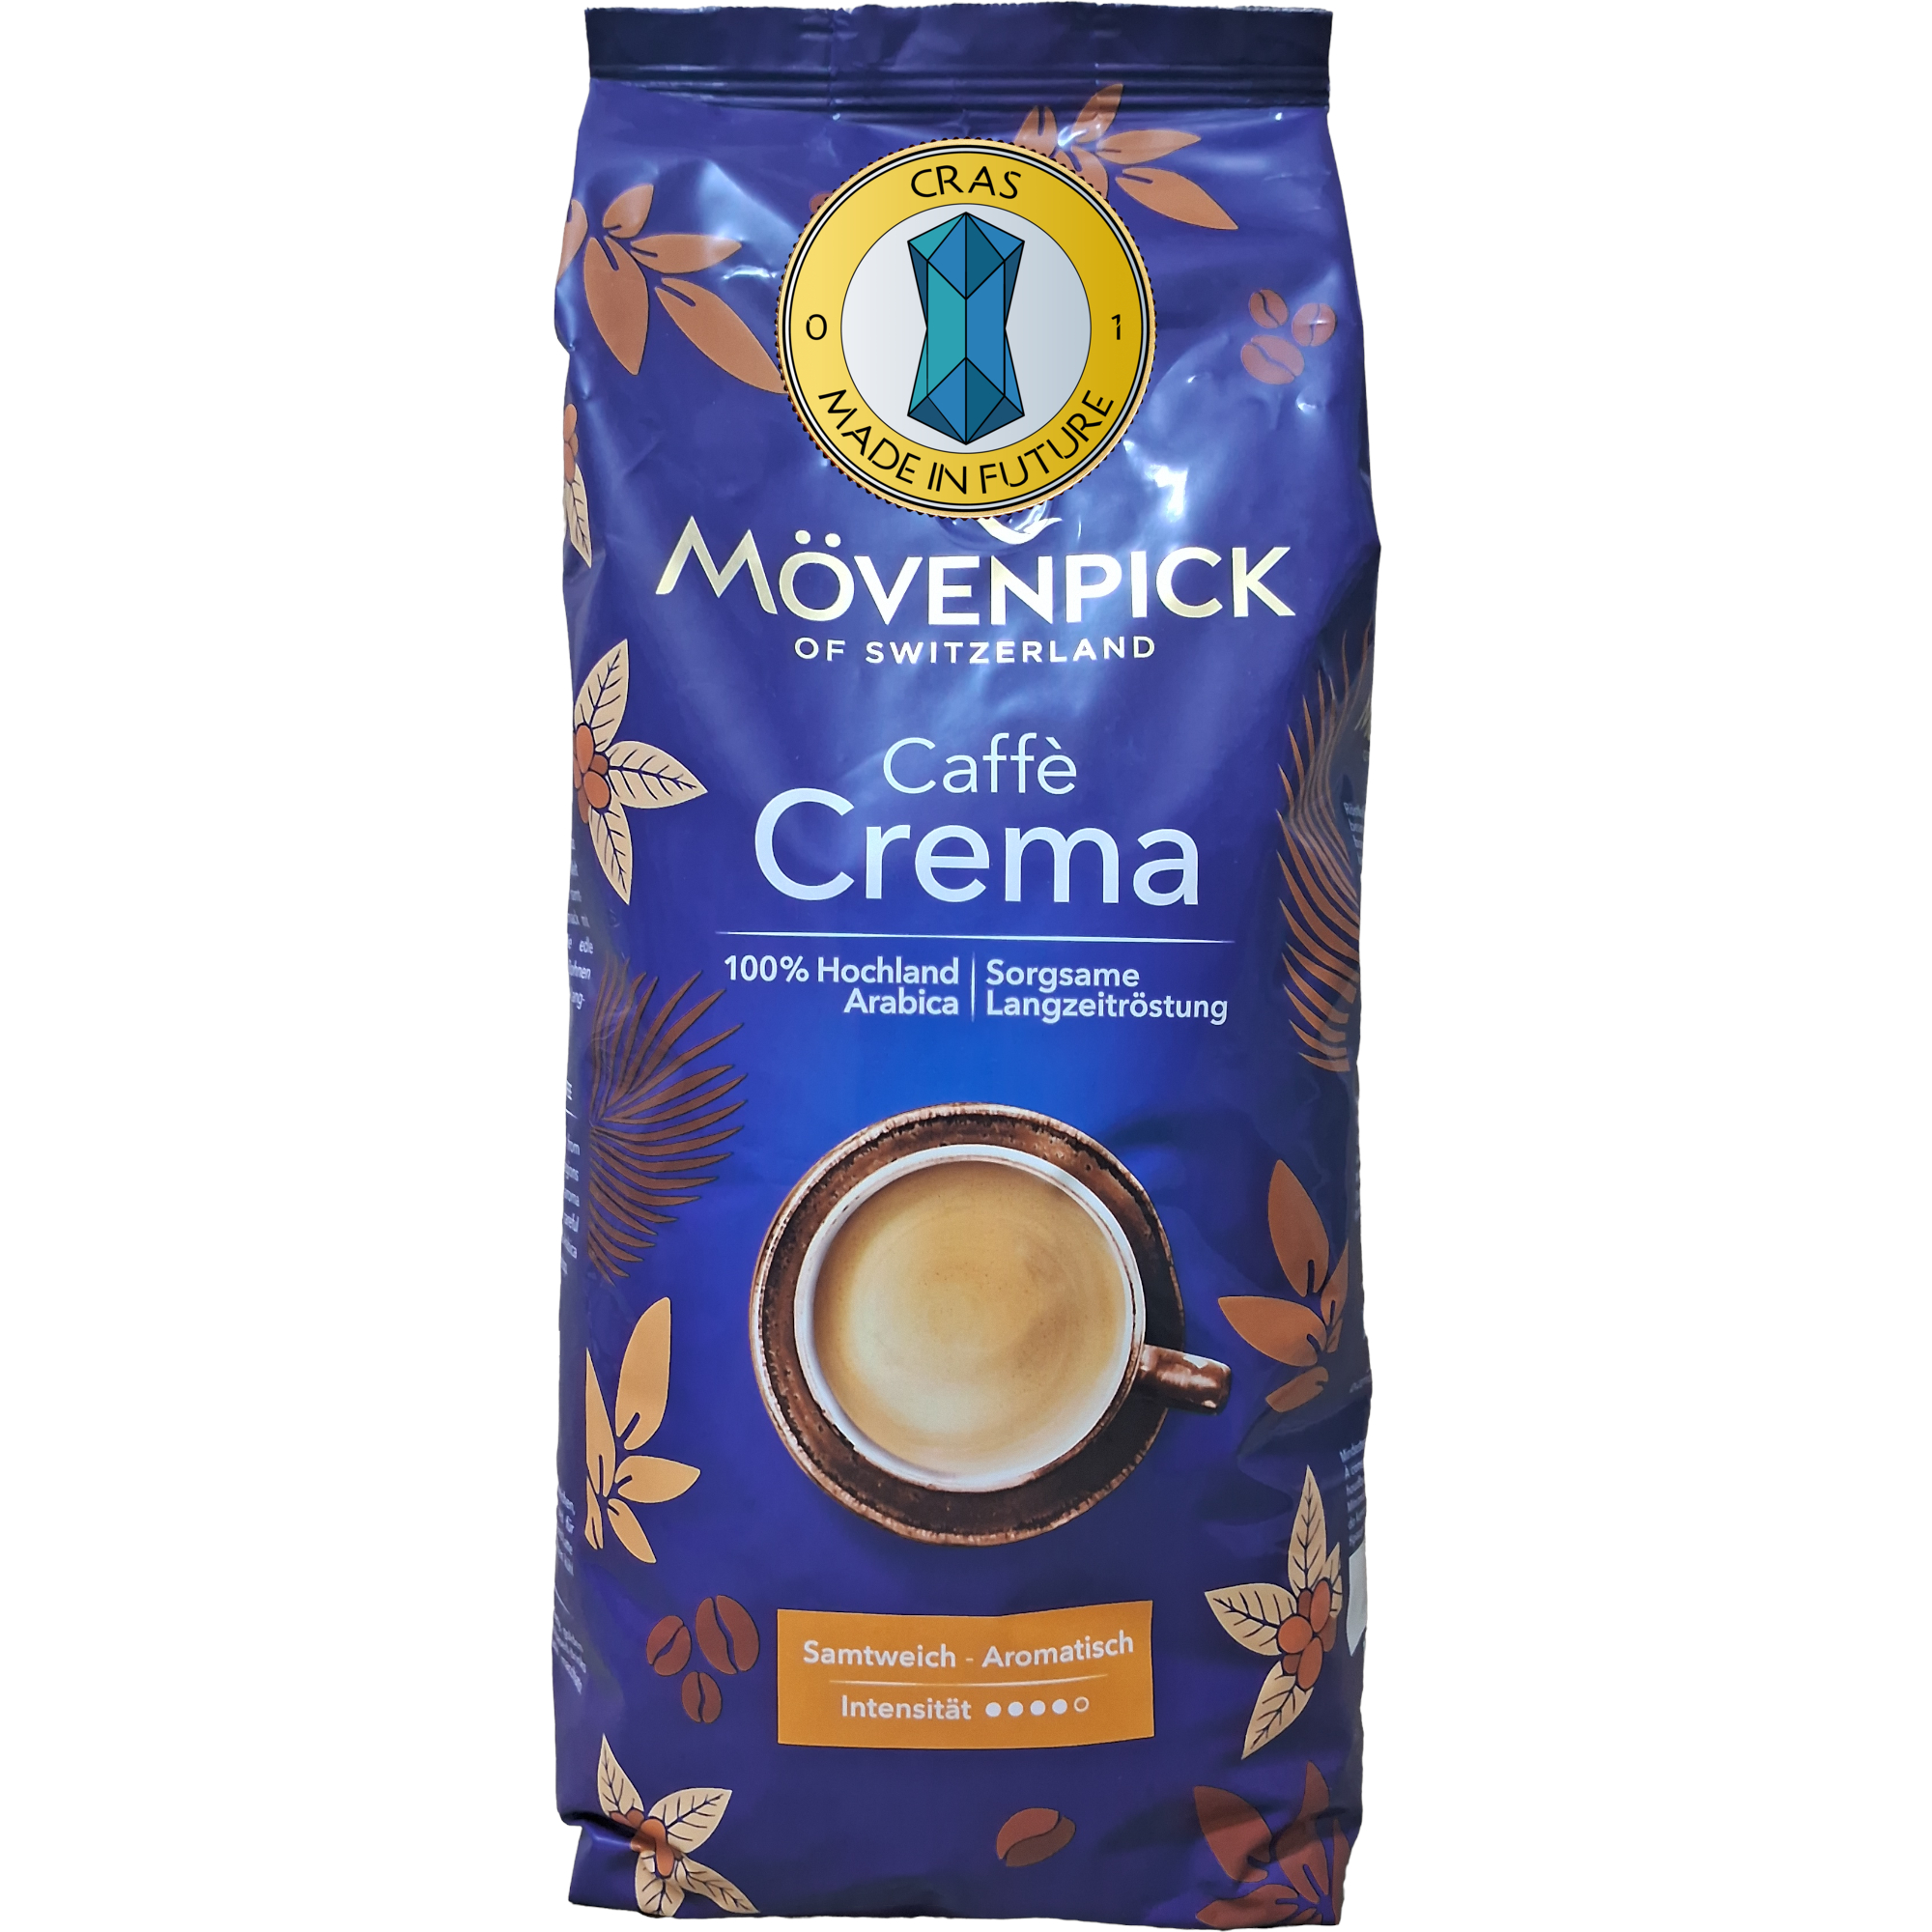 CRAS
0 1
MADE IN FUTURE
MÖVENPICK
OF SWITZERLAND
Caffè
Crema
100% Hochland
Arabica
Sorgsame
Langzeitröstung
Samtweich - Aromatisch
Intensität